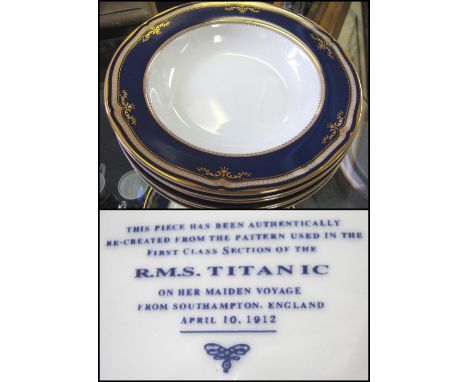 THIS PIECE HAS BEEN AUTHENTICALLY
RE-CREATED FROM THE PATTERN USED IN THE
FIRST CLASS SECTION OF THE
R.M.S. TITANIC
ON HER MAIDEN VOYAGE
FROM SOUTHAMPTON, ENGLAND
APRIL 10, 1912